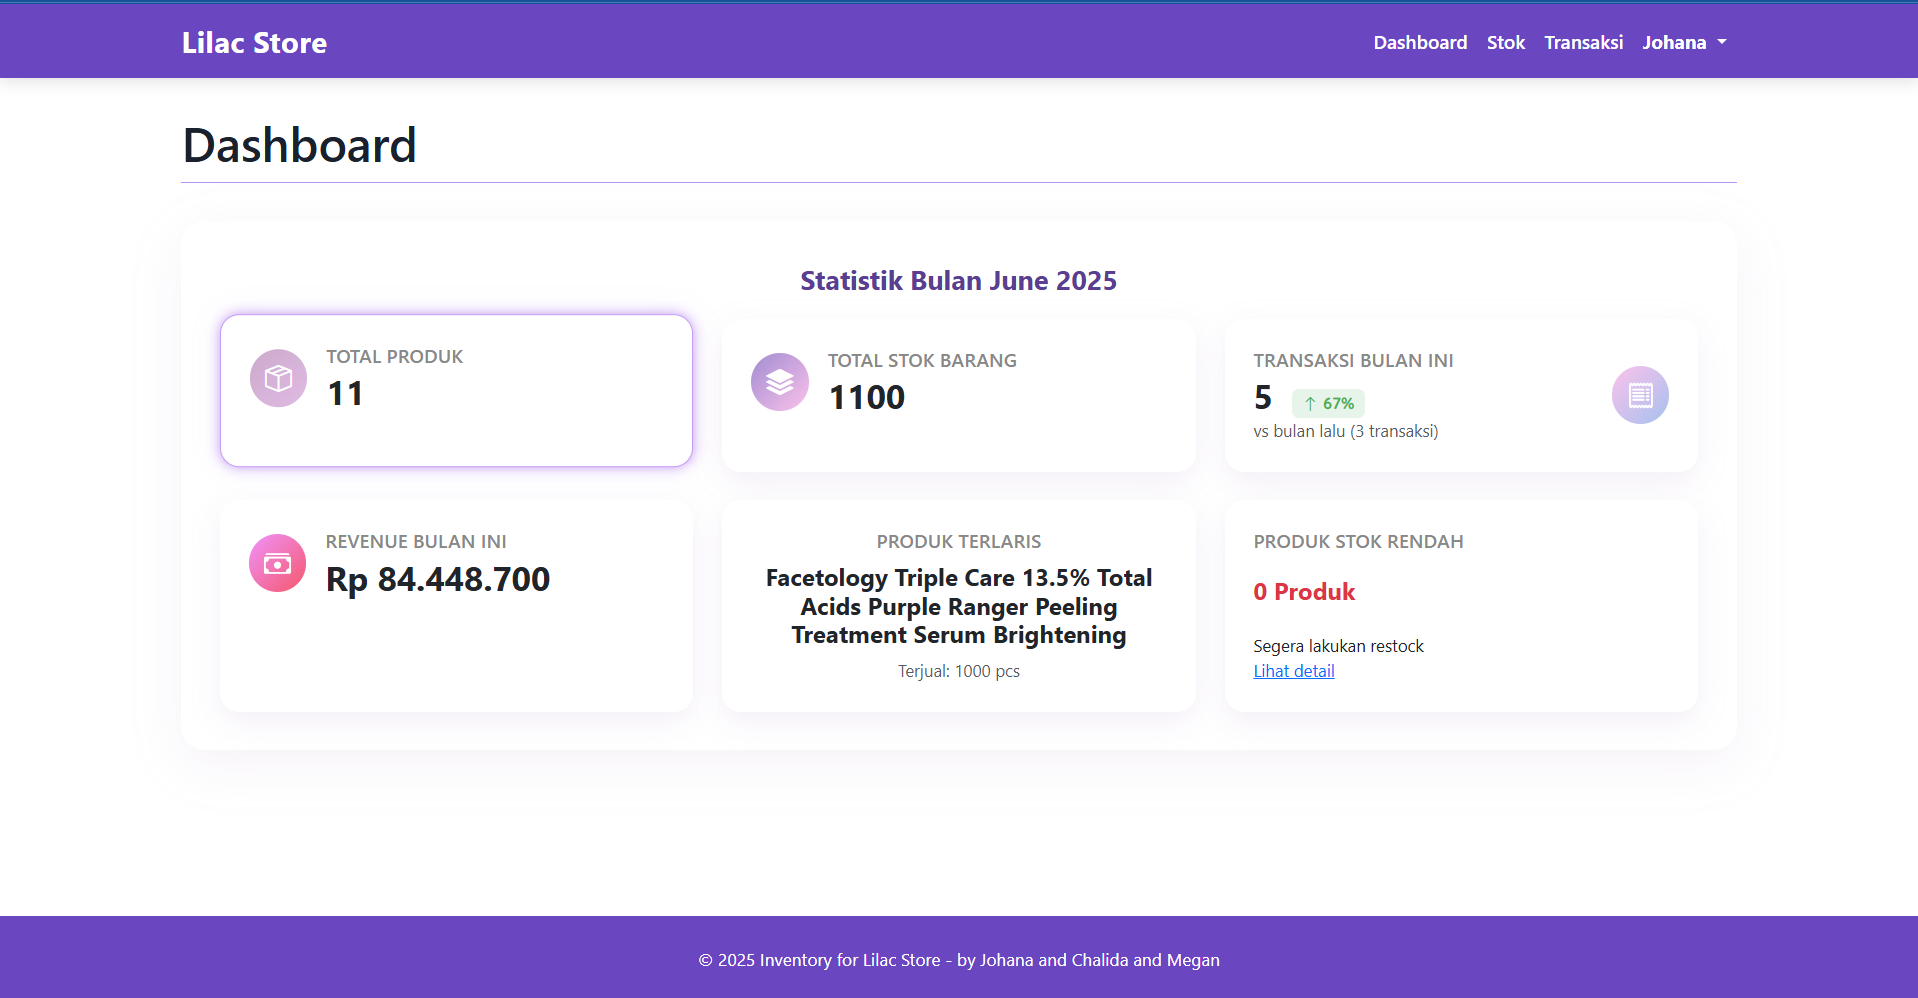 Lilac Store
Dashboard Stok Transaksi Johana
Dashboard
Statistik Bulan June 2025
TOTAL PRODUK
11
TOTAL STOK BARANG
1100
TRANSAKSI BULAN INI
5 ↑ 67%
vs bulan lalu (3 transaksi)
REVENUE BULAN INI
Rp 84.448.700
PRODUK TERLARIS
Facetology Triple Care 13.5% Total
Acids Purple Ranger Peeling
Treatment Serum Brightening
Terjual: 1000 pcs
PRODUK STOK RENDAH
0 Produk
Segera lakukan restock
Lihat detail
© 2025 Inventory for Lilac Store - by Johana and Chalida and Megan